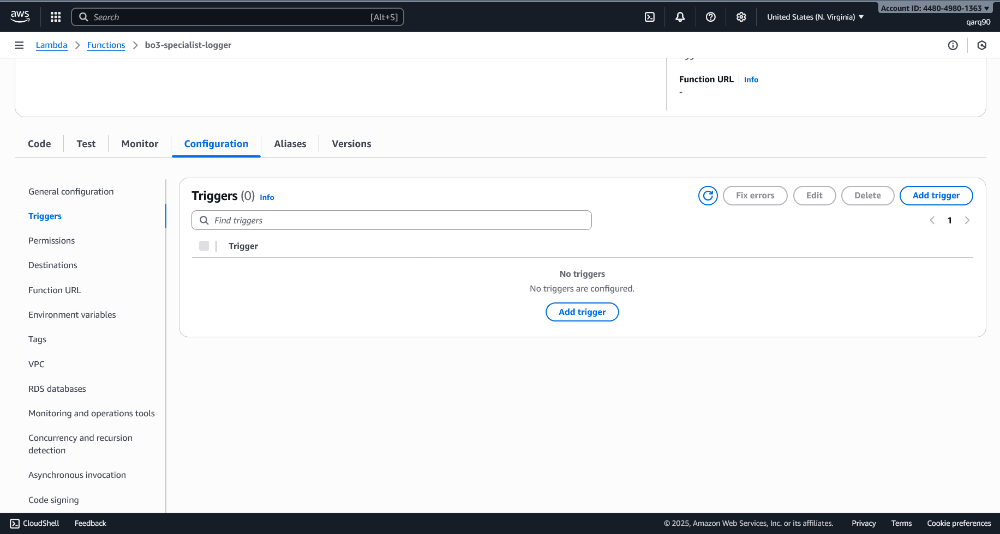 aws
Search
[Alt+S]
United States (N. Virginia)
Account ID: 4480-4980-1363
qarq90
Lambda
Functions
bo3-specialist-logger
Function URL
Info
-
Code
Test
Monitor
Configuration
Aliases
Versions
General configuration
Triggers
Permissions
Destinations
Function URL
Environment variables
Tags
VPC
RDS databases
Monitoring and operations tools
Concurrency and recursion
detection
Asynchronous invocation
Code signing
Triggers (0) Info
Fix errors
Edit
Delete
Add trigger
Find triggers
1
Trigger
No triggers
No triggers are configured.
Add trigger
CloudShell
Feedback
© 2025, Amazon Web Services, Inc. or its affiliates.
Privacy
Terms
Cookie preferences